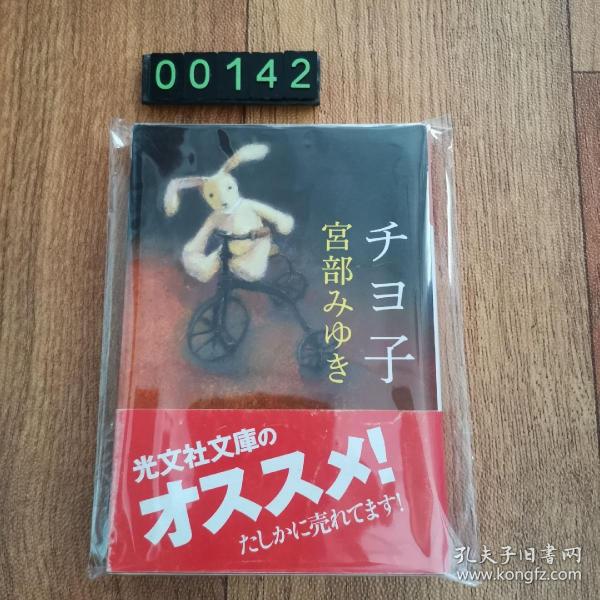 00142
チヨ子
宮部みゆき
光文社文庫の
オススメ!
たしかに売れてます!
孔夫子旧书网
www.kongfz.com